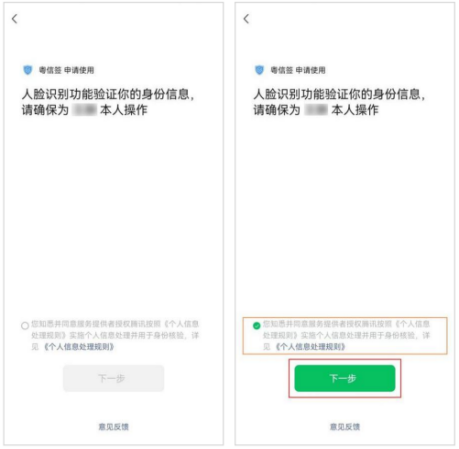 粤信签 申请使用
人脸识别功能验证你的身份信息，
请确保为 本人操作
您知悉并同意服务提供者授权腾讯按照《个人信息
处理规则》实施个人信息处理并用于身份核验，详
见《个人信息处理规则》
下一步
意见反馈
粤信签 申请使用
人脸识别功能验证你的身份信息，
请确保为 本人操作
您知悉并同意服务提供者授权腾讯按照《个人信息
处理规则》实施个人信息处理并用于身份核验，详
见《个人信息处理规则》
下一步
意见反馈